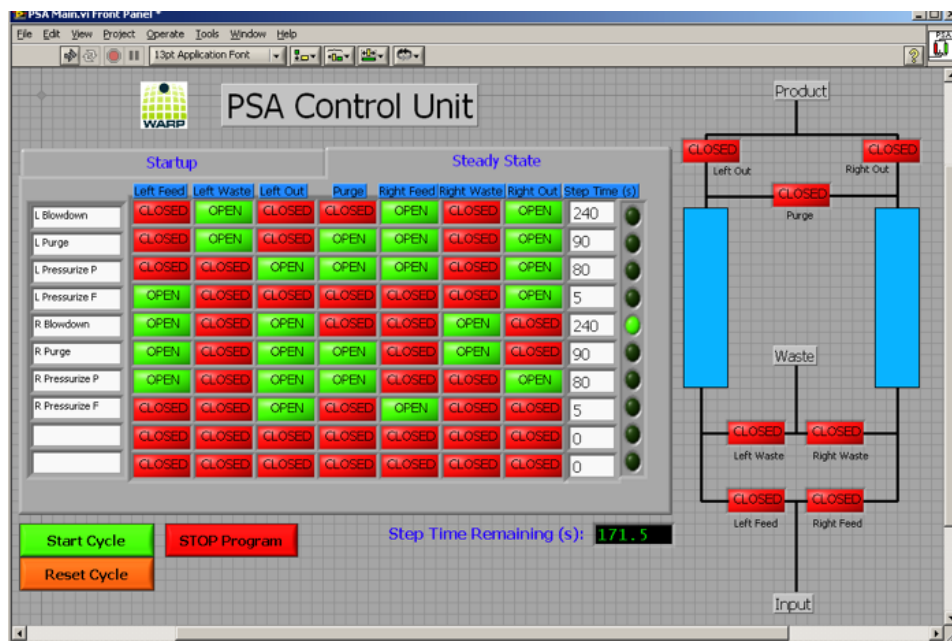 PSA Main.vi Front Panel *
File Edit View Project Operate Tools Window Help
13pt Application Font
PSA
WARP
PSA Control Unit
Startup
Steady State
Left Feed Left Waste Left Out Purge Right Feed Right Waste Right Out Step Time (s)
L Blowdown CLOSED OPEN CLOSED CLOSED OPEN CLOSED OPEN 240
L Purge CLOSED OPEN CLOSED OPEN OPEN CLOSED OPEN 90
L Pressurize P CLOSED CLOSED OPEN OPEN OPEN CLOSED OPEN 80
L Pressurize F OPEN CLOSED CLOSED CLOSED CLOSED CLOSED OPEN 5
R Blowdown OPEN CLOSED OPEN CLOSED CLOSED OPEN CLOSED 240
R Purge OPEN CLOSED OPEN OPEN CLOSED OPEN CLOSED 90
R Pressurize P OPEN CLOSED OPEN OPEN CLOSED CLOSED OPEN 80
R Pressurize F CLOSED CLOSED OPEN CLOSED OPEN CLOSED CLOSED 5
CLOSED CLOSED CLOSED CLOSED CLOSED CLOSED CLOSED 0
CLOSED CLOSED CLOSED CLOSED CLOSED CLOSED CLOSED 0
Start Cycle
STOP Program
Reset Cycle
Step Time Remaining (s): 171.5
Product
CLOSED CLOSED
Left Out Right Out
CLOSED
Purge
Waste
CLOSED CLOSED
Left Waste Right Waste
CLOSED CLOSED
Left Feed Right Feed
Input